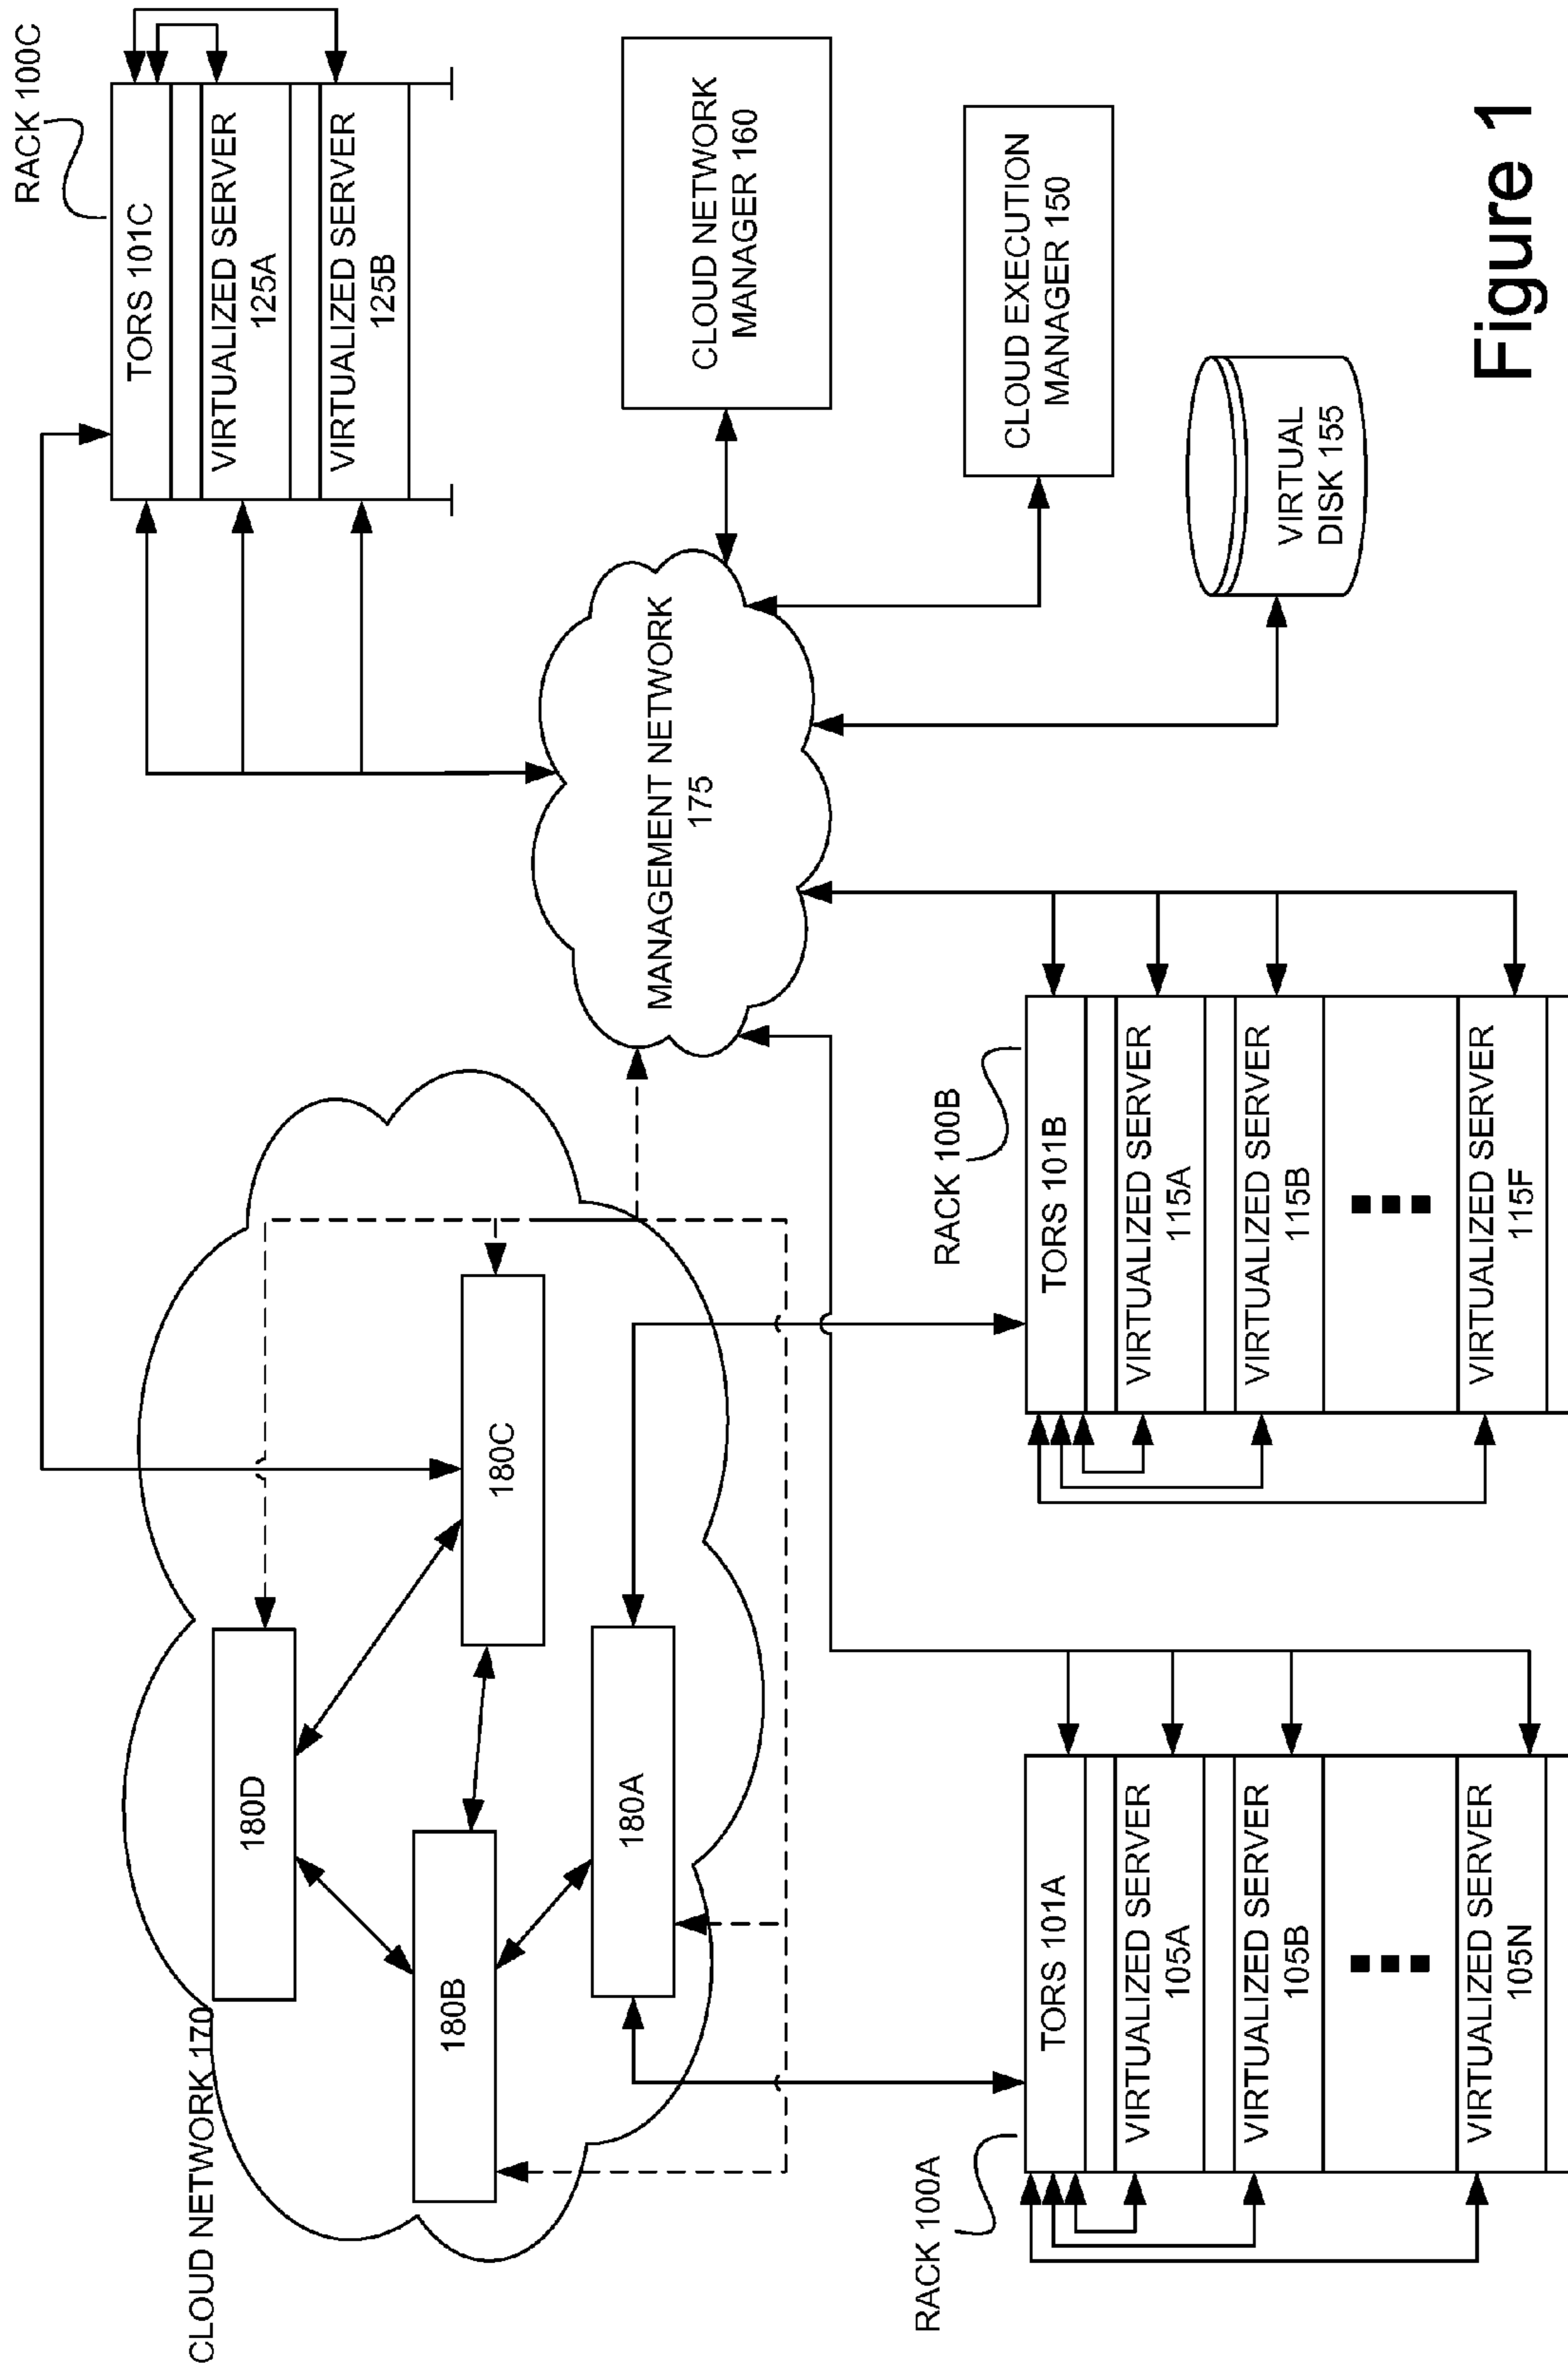 CLOUD NETWORK 170
180D
180B
180C
180A
RACK 100C
TORS 101C
VIRTUALIZED SERVER
125A
VIRTUALIZED SERVER
125B
MANAGEMENT NETWORK
175
CLOUD NETWORK
MANAGER 160
CLOUD EXECUTION
MANAGER 150
VIRTUAL
DISK 155
RACK 100A
TORS 101A
VIRTUALIZED SERVER
105A
VIRTUALIZED SERVER
105B
VIRTUALIZED SERVER
105N
RACK 100B
TORS 101B
VIRTUALIZED SERVER
115A
VIRTUALIZED SERVER
115B
VIRTUALIZED SERVER
115F
Figure 1